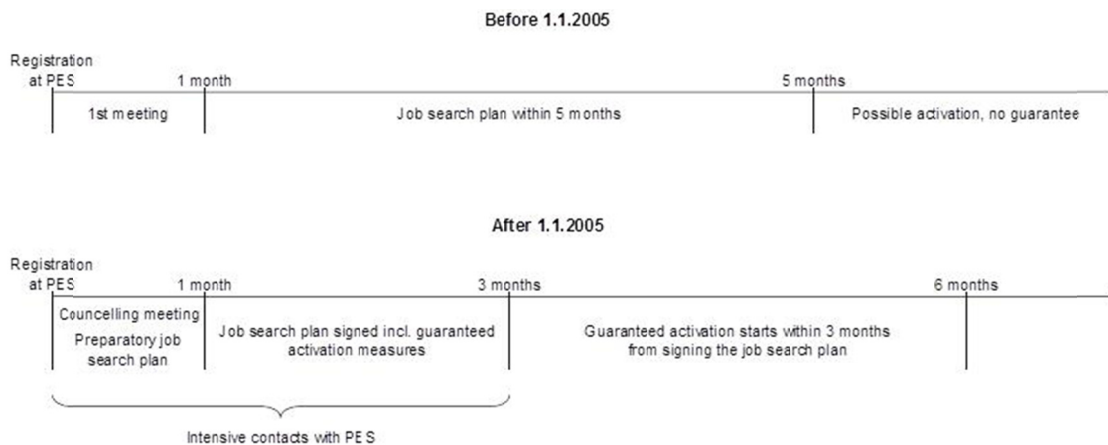 Before 1.1.2005
Registration
at PES
1 month
5 months
1st meeting
Job search plan within 5 months
Possible activation, no guarantee
After 1.1.2005
Registration
at PES
1 month
3 months
6 months
Councelling meeting
Preparatory job
search plan
Job search plan signed incl. guaranteed
activation measures
Guaranteed activation starts within 3 months
from signing the job search plan
Intensive contacts with PES